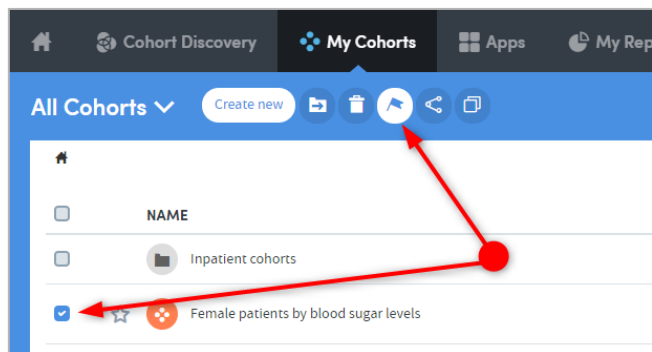 Cohort Discovery My Cohorts Apps My Rep
All Cohorts Create new
NAME
Inpatient cohorts
Female patients by blood sugar levels